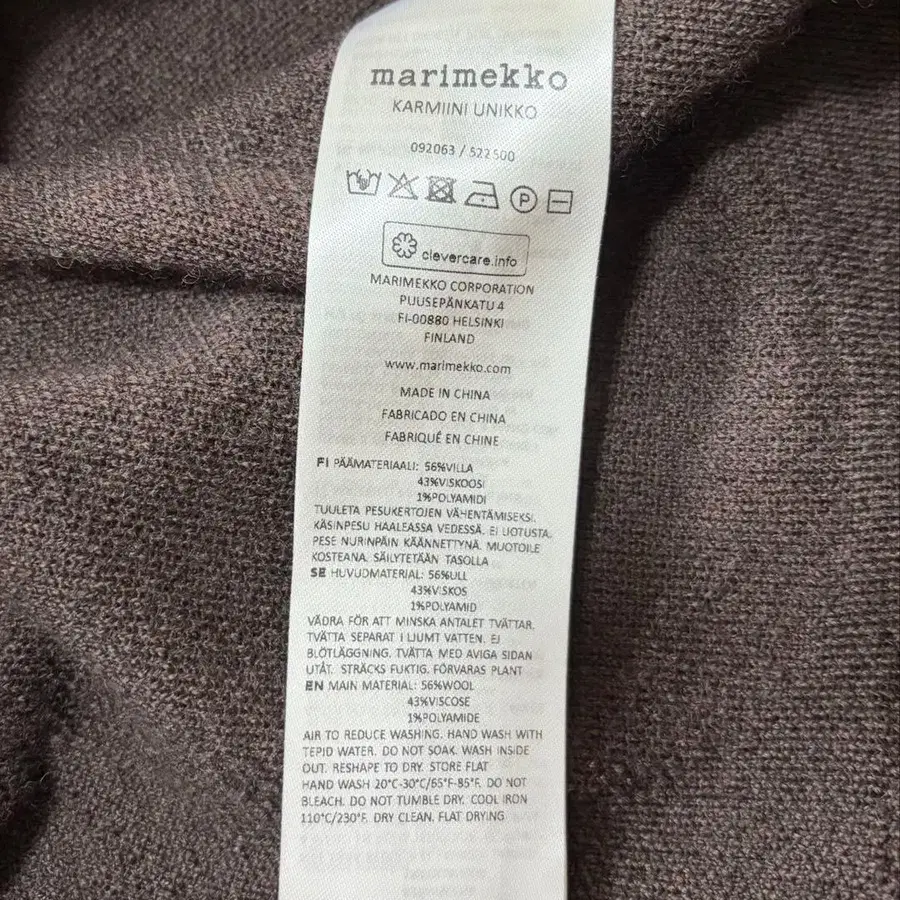 marimekko
KARMIINI UNIKKO
092063 / 522500
P
clevercare.info
MARIMEKKO CORPORATION
PUUSEPÄNKATU 4
FI-00880 HELSINKI
FINLAND
www.marimekko.com
MADE IN CHINA
FABRICADO EN CHINA
FABRIQUÉ EN CHINE
FI PÄÄMATERIAALI: 56%VILLA
43%VISKOOSI
1%POLYAMIDI
TUULETA PESUKERTOJEN VÄHENTÄMISEKSI.
KÄSINPESU HAALEASSA VEDESSÄ. EI LIOTUSTA.
PESE NURINPÄIN KÄÄNNETTYNÄ. MUOTOILE
KOSTEANA. SÄILYTETÄÄN TASOLLA
SE HUVUDMATERIAL: 56%ULL
43%VISKOS
1%POLYAMID
VÄDRA FÖR ATT MINSKA ANTALET TVÄTTAR.
TVÄTTA SEPARAT I LJUMT VATTEN. EJ
BLÖTLÄGGNING. TVÄTTA MED AVIGA SIDAN
UTÅT. STRÄCKS FUKTIG. FÖRVARAS PLANT
EN MAIN MATERIAL: 56%WOOL
43%VISCOSE
1%POLYAMIDE
AIR TO REDUCE WASHING. HAND WASH WITH
TEPID WATER. DO NOT SOAK. WASH INSIDE
OUT. RESHAPE TO DRY. STORE FLAT
HAND WASH 20°C-30°C/65°F-85°F. DO NOT
BLEACH. DO NOT TUMBLE DRY. COOL IRON
110°C/230°F. DRY CLEAN. FLAT DRYING